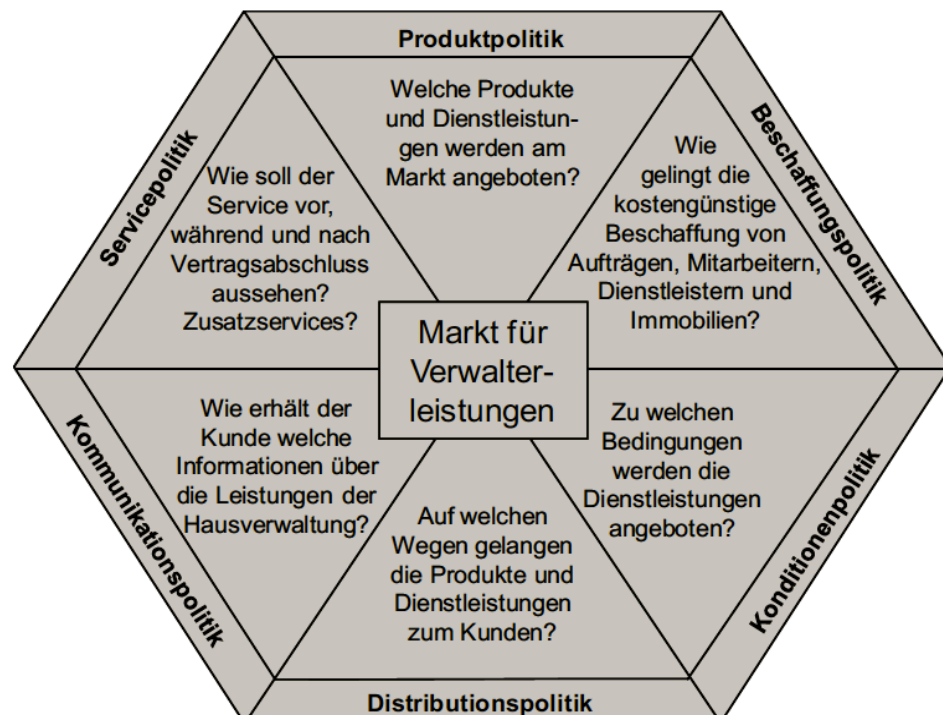 Produktpolitik
Welche Produkte
und Dienstleistun-
gen werden am
Markt angeboten?
Beschaffungspolitik
Wie
gelingt die
kostengünstige
Beschaffung von
Aufträgen, Mitarbeitern,
Dienstleistern und
Immobilien?
Servicepolitik
Wie soll der
Service vor,
während und nach
Vertragsabschluss
aussehen?
Zusatzservices?
Markt für
Verwalter-
leistungen
Kommunikationspolitik
Wie erhält der
Kunde welche
Informationen über
die Leistungen der
Hausverwaltung?
Zu welchen
Bedingungen
werden die
Dienstleistungen
angeboten?
Konditionenpolitik
Auf welchen
Wegen gelangen
die Produkte und
Dienstleistungen
zum Kunden?
Distributionspolitik